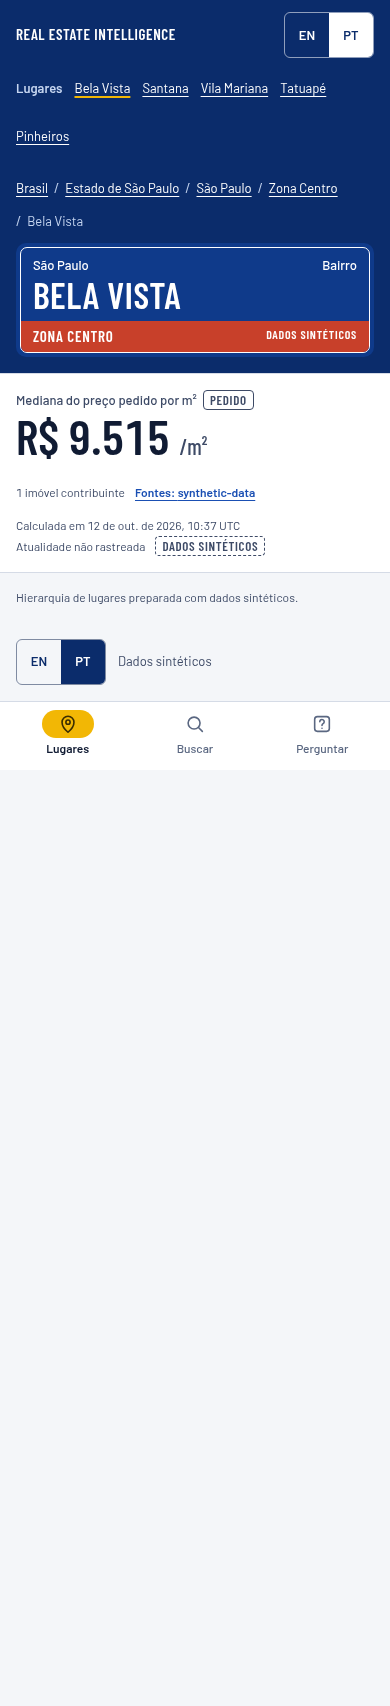 REAL ESTATE INTELLIGENCE
EN PT
Lugares Bela Vista Santana Vila Mariana Tatuapé
Pinheiros
Brasil / Estado de São Paulo / São Paulo / Zona Centro
/ Bela Vista
São Paulo Bairro
BELA VISTA
ZONA CENTRO DADOS SINTÉTICOS
Mediana do preço pedido por m² PEDIDO
R$ 9.515 /m²
1 imóvel contribuinte Fontes: synthetic-data
Calculada em 12 de out. de 2026, 10:37 UTC
Atualidade não rastreada DADOS SINTÉTICOS
Hierarquia de lugares preparada com dados sintéticos.
EN PT Dados sintéticos
Lugares Buscar Perguntar